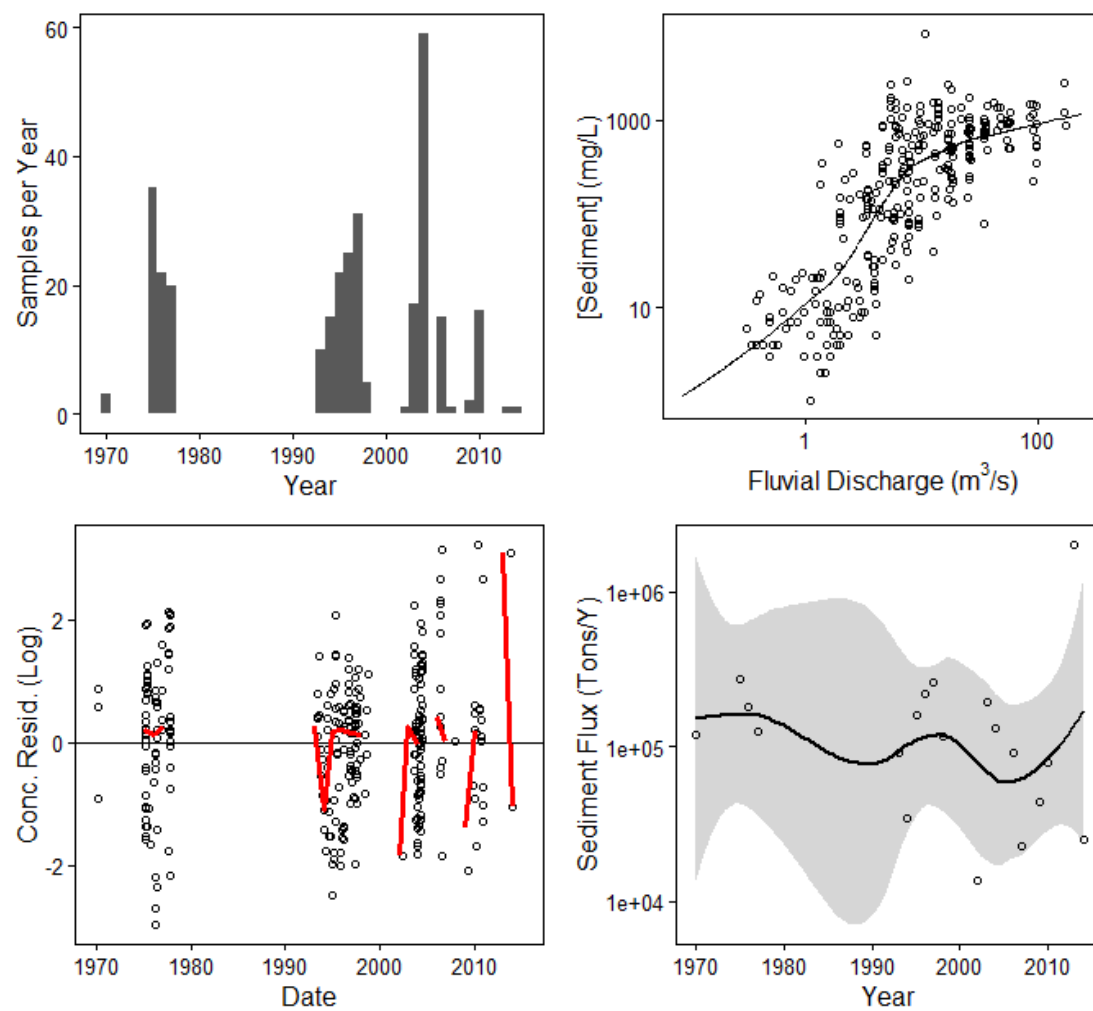 60
40
20
0
Samples per Year
1970 1980 1990 2000 2010
Year
1000
10
[Sediment] (mg/L)
1 100
Fluvial Discharge (m³/s)
2
0
-2
Conc. Resid. (Log)
1970 1980 1990 2000 2010
Date
1e+06
1e+05
1e+04
Sediment Flux (Tons/Y)
1970 1980 1990 2000 2010
Year